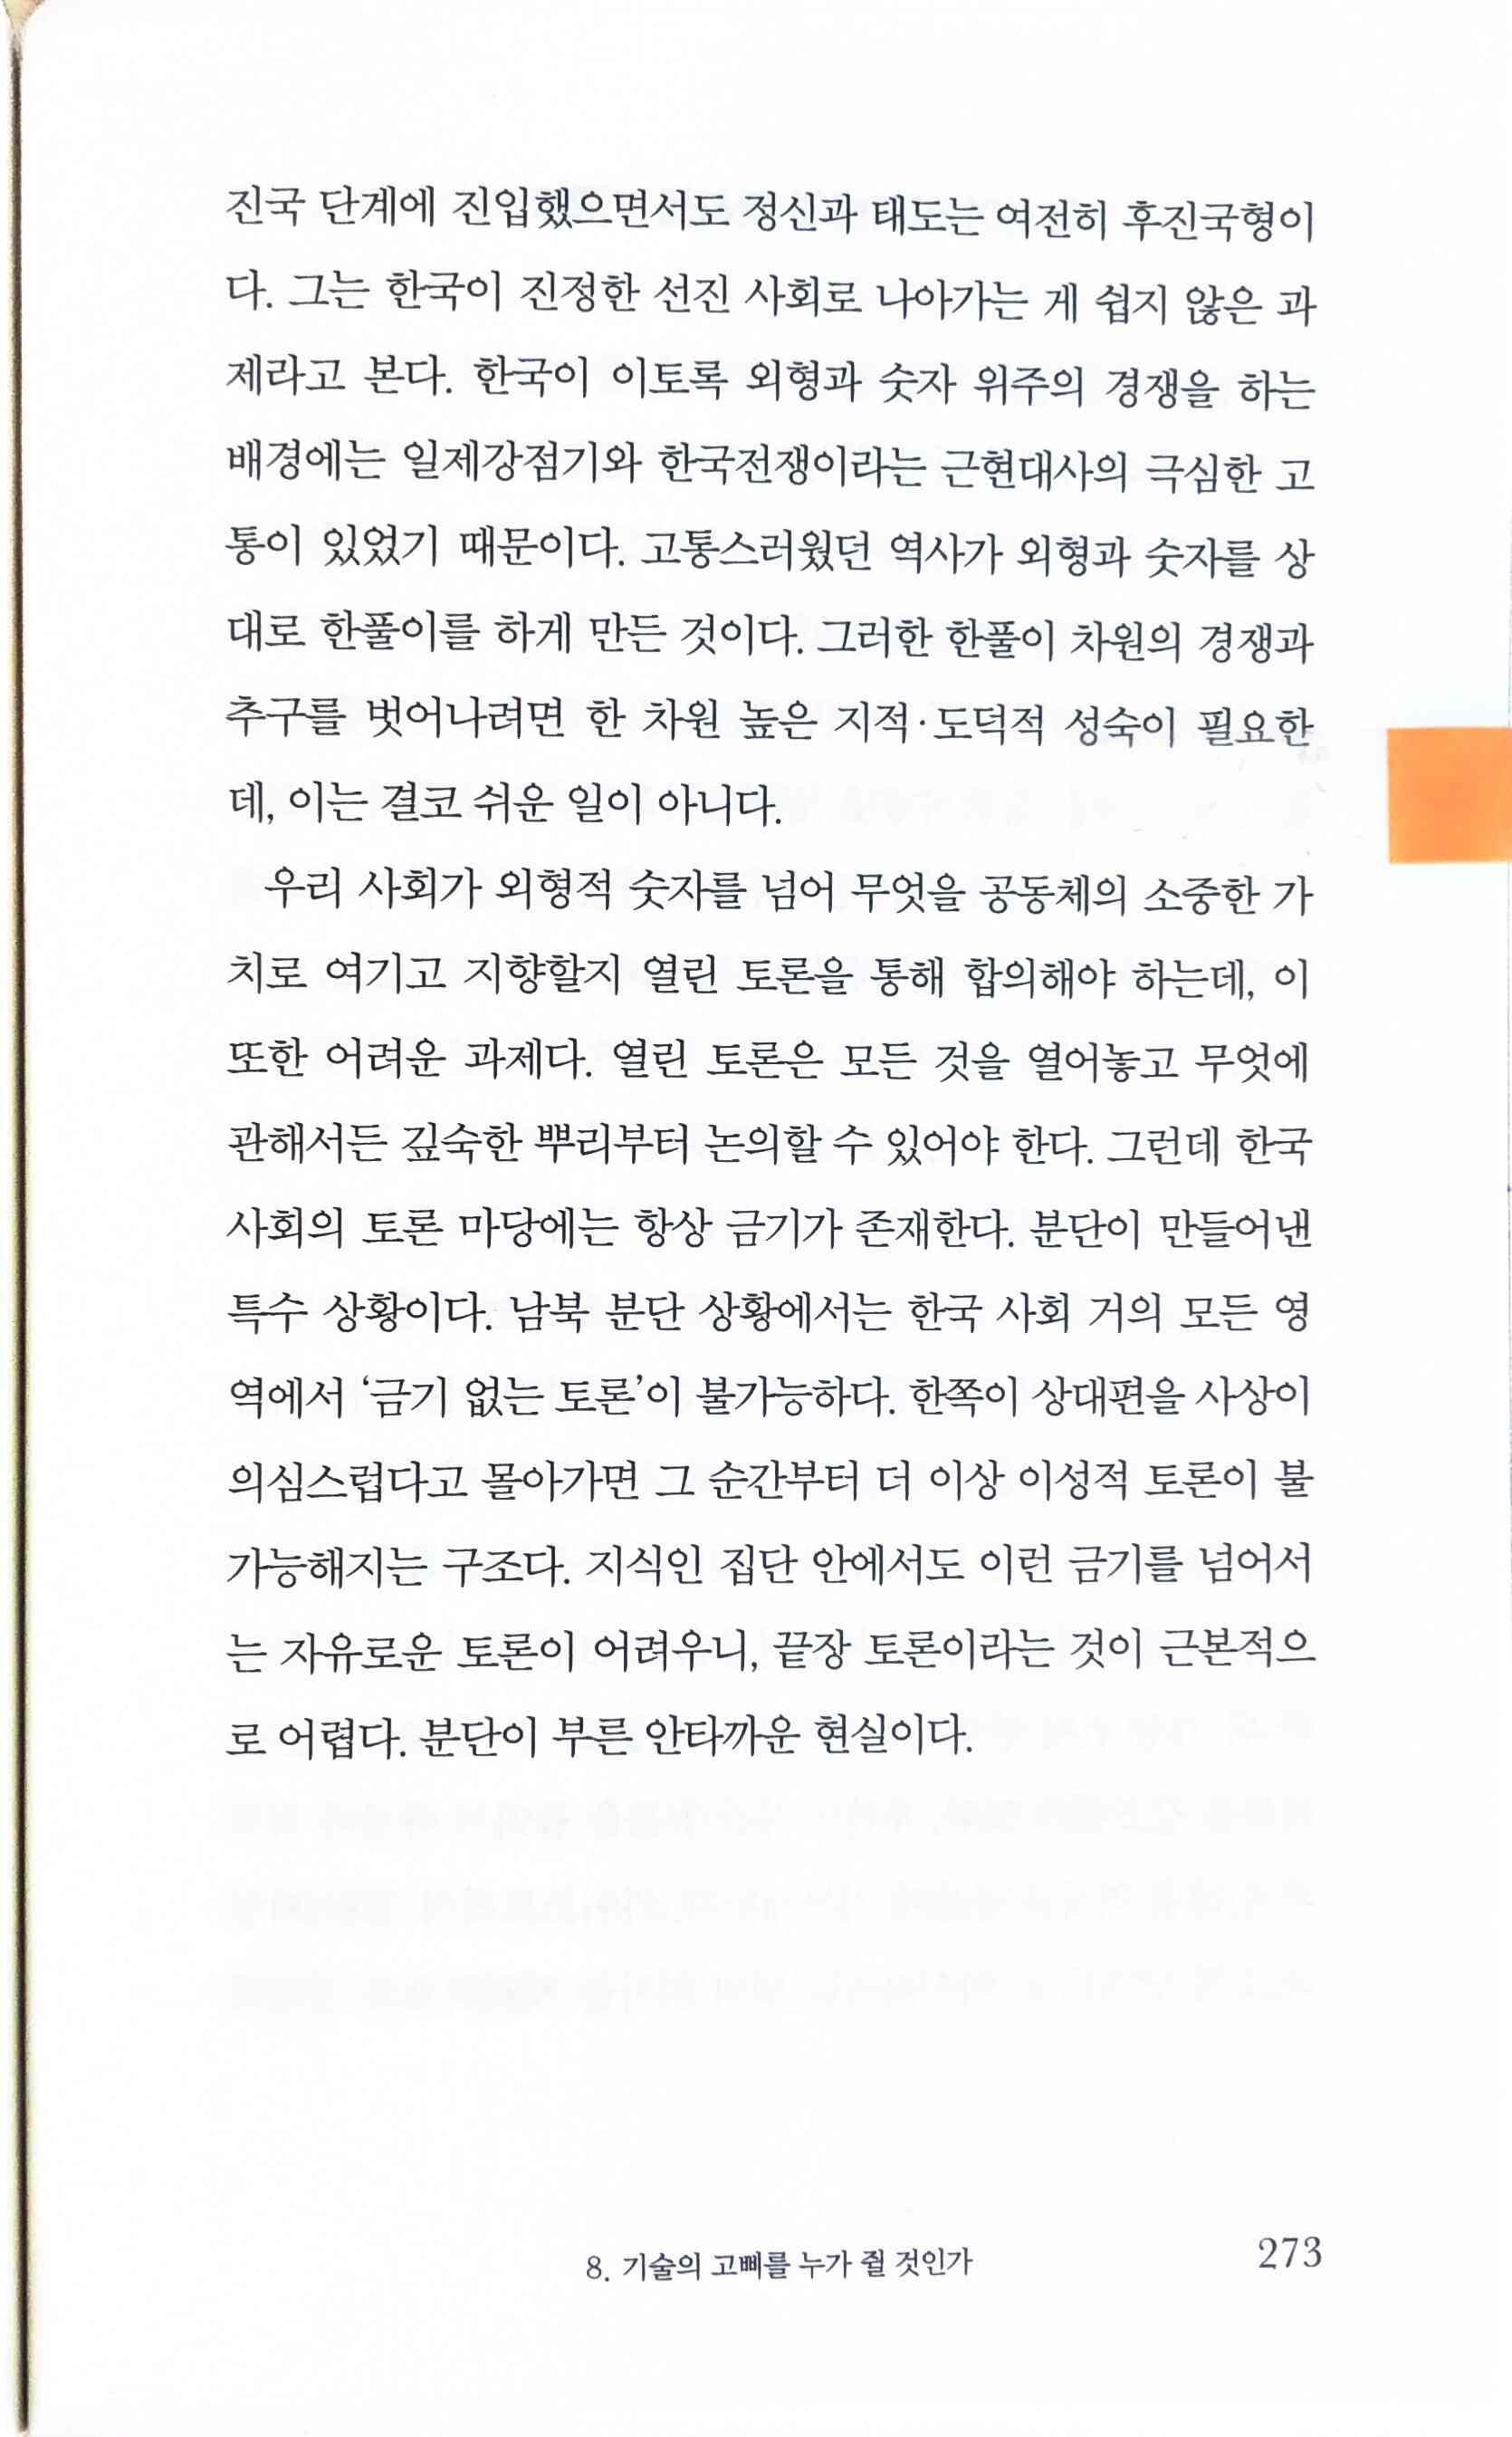 진국 단계에 진입했으면서도 정신과 태도는 여전히 후진국형이
다. 그는 한국이 진정한 선진 사회로 나아가는 게 쉽지 않은 과
제라고 본다. 한국이 이토록 외형과 숫자 위주의 경쟁을 하는
배경에는 일제강점기와 한국전쟁이라는 근현대사의 극심한 고
통이 있었기 때문이다. 고통스러웠던 역사가 외형과 숫자를 상
대로 한풀이를 하게 만든 것이다. 그러한 한풀이 차원의 경쟁과
추구를 벗어나려면 한 차원 높은 지적·도덕적 성숙이 필요한
데, 이는 결코 쉬운 일이 아니다.
우리 사회가 외형적 숫자를 넘어 무엇을 공동체의 소중한 가
치로 여기고 지향할지 열린 토론을 통해 합의해야 하는데, 이
또한 어려운 과제다. 열린 토론은 모든 것을 열어놓고 무엇에
관해서든 깊숙한 뿌리부터 논의할 수 있어야 한다. 그런데 한국
사회의 토론 마당에는 항상 금기가 존재한다. 분단이 만들어낸
특수 상황이다. 남북 분단 상황에서는 한국 사회 거의 모든 영
역에서 ‘금기 없는 토론’이 불가능하다. 한쪽이 상대편을 사상이
의심스럽다고 몰아가면 그 순간부터 더 이상 이성적 토론이 불
가능해지는 구조다. 지식인 집단 안에서도 이런 금기를 넘어서
는 자유로운 토론이 어려우니, 끝장 토론이라는 것이 근본적으
로 어렵다. 분단이 부른 안타까운 현실이다.
8. 기술의 고삐를 누가 쥘 것인가
273